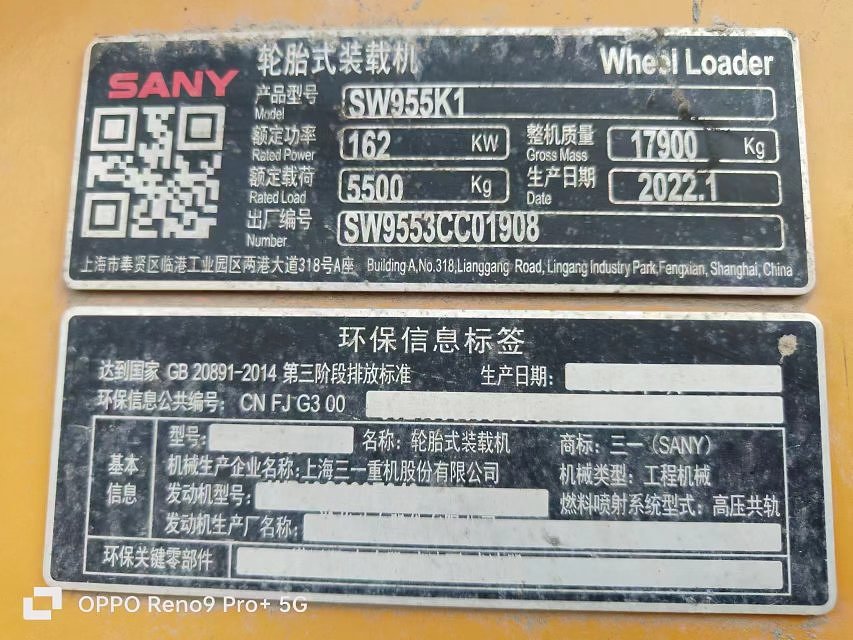 SANY 轮胎式装载机 Wheel Loader
产品型号 Model SW955K1
额定功率 Rated Power 162 KW 整机质量 Gross Mass 17900 Kg
额定载荷 Rated Load 5500 Kg 生产日期 Date 2022.1
出厂编号 Number SW9553CC01908
上海市奉贤区临港工业园区两港大道318号A座 Building A,No.318,Lianggang Road, Lingang Industry Park,Fengxian, Shanghai, China
环保信息标签
达到国家 GB 20891-2014 第三阶段排放标准 生产日期:
环保信息公共编号: CN FJ G3 00
基本信息
型号: 名称: 轮胎式装载机 商标: 三一 (SANY)
机械生产企业名称:上海三一重机股份有限公司 机械类型: 工程机械
发动机型号: 燃料喷射系统型式: 高压共轨
发动机生产厂名称:
环保关键零部件
OPPO Reno9 Pro+ 5G